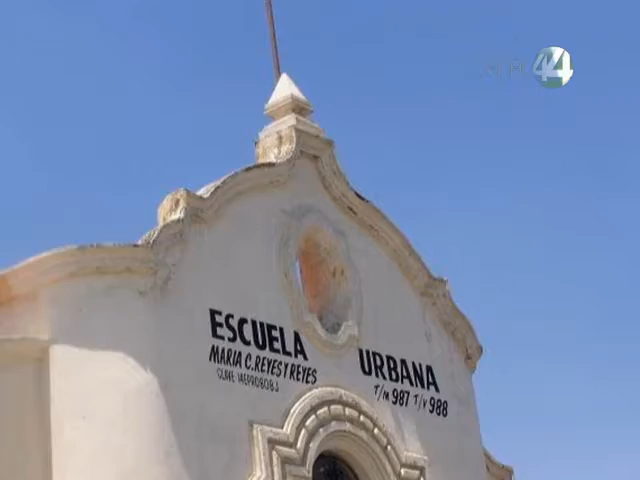 44
ESCUELA URBANA
MARIA C. REYES Y REYES T/M 987 T/V 988